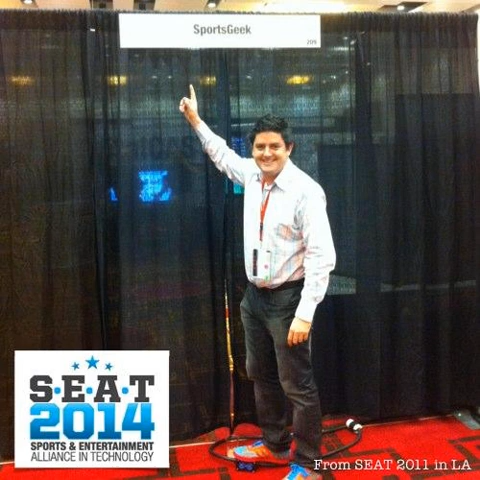 SportsGeek
209
S·E·A·T
2014
SPORTS & ENTERTAINMENT
ALLIANCE IN TECHNOLOGY
From SEAT 2011 in LA